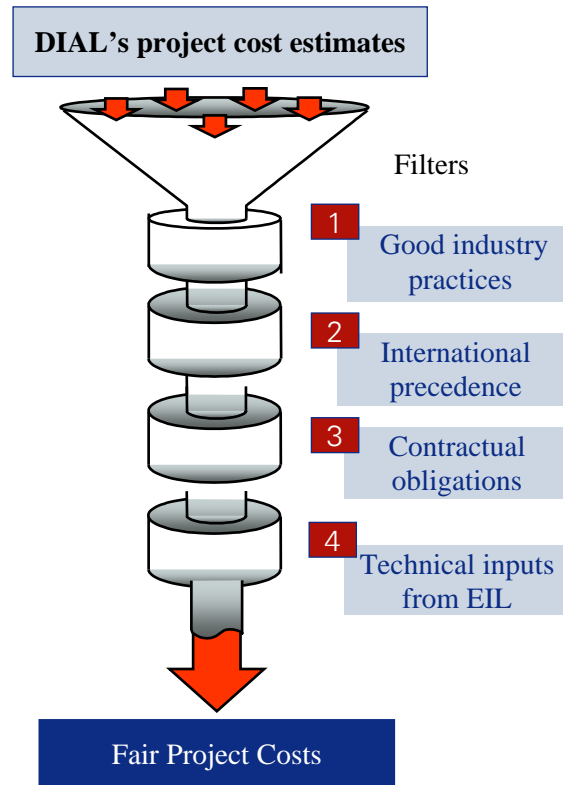 DIAL’s project cost estimates
Filters
1
Good industry
practices
2
International
precedence
3
Contractual
obligations
4
Technical inputs
from EIL
Fair Project Costs